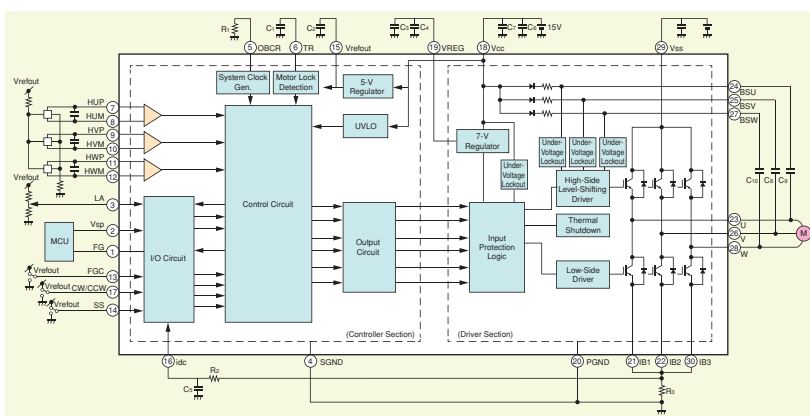 R1
C1
C2
C3
C4
C7
C6
15V
5
OBCR
6
TR
15
Vrefout
19
VREG
18
Vcc
29
Vss
System Clock
Gen.
Motor Lock
Detection
5-V
Regulator
UVLO
Vrefout
HUP
7
HUM
8
HVP
9
HVM
10
HWP
11
HWM
12
Vrefout
LA
3
Vsp
2
MCU
FG
1
FGC
13
Vrefout
CW/CCW
17
Vrefout
SS
14
Vrefout
I/O Circuit
Control Circuit
Output
Circuit
(Controller Section)
7-V
Regulator
Under-
Voltage
Lockout
Under-
Voltage
Lockout
Under-
Voltage
Lockout
Under-
Voltage
Lockout
High-Side
Level-Shifting
Driver
Thermal
Shutdown
Input
Protection
Logic
Low-Side
Driver
(Driver Section)
24
BSU
25
BSV
27
BSW
C10
C8
C9
23
U
26
V
28
W
M
16
idc
4
SGND
20
PGND
21
IB1
22
IB2
30
IB3
C5
R2
R3